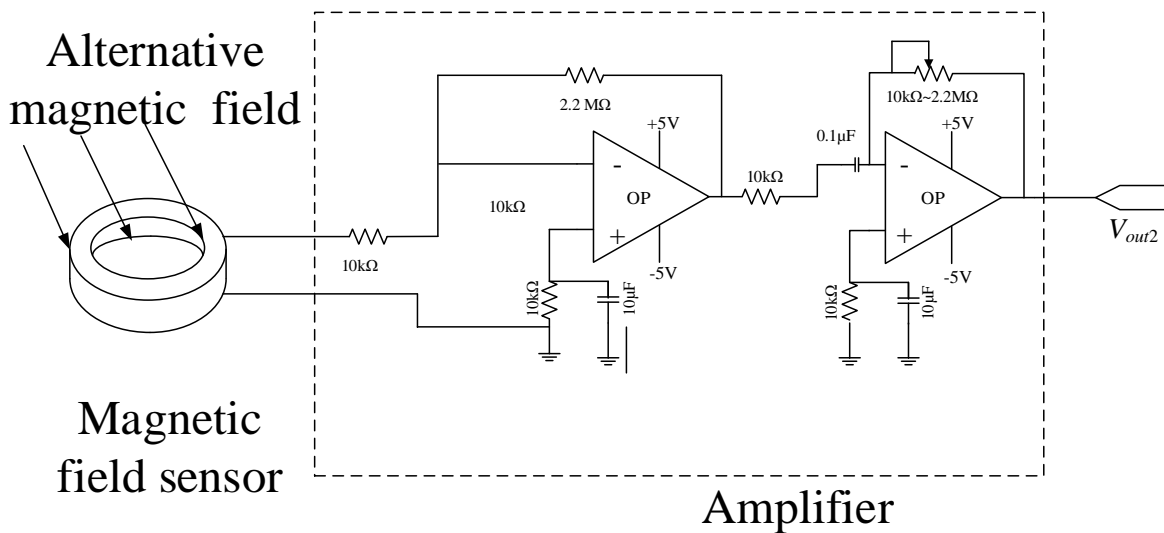 Alternative
magnetic field
2.2 MΩ
10kΩ~2.2MΩ
+5V
+5V
0.1μF
-
-
10kΩ
10kΩ
OP
OP
+
+
V_out2
10kΩ
-5V
-5V
10kΩ
10μF
10kΩ
10μF
Magnetic
field sensor
Amplifier